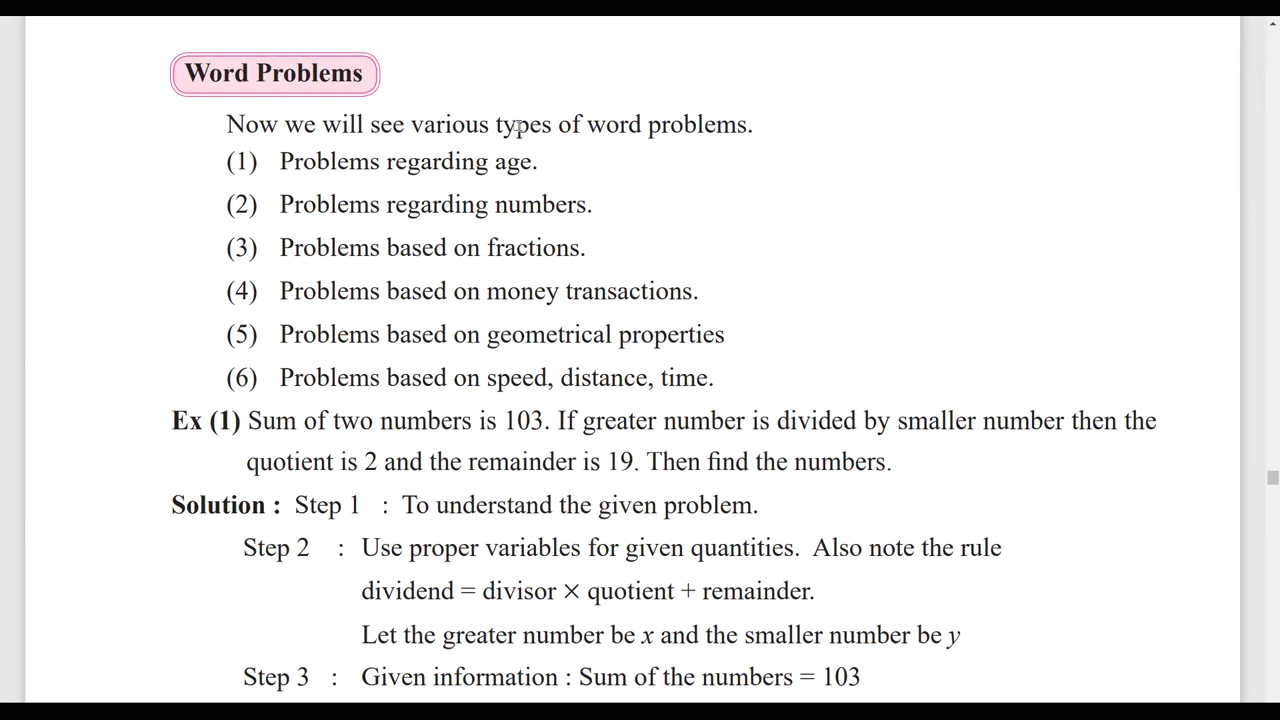 Word Problems
Now we will see various types of word problems.
(1) Problems regarding age.
(2) Problems regarding numbers.
(3) Problems based on fractions.
(4) Problems based on money transactions.
(5) Problems based on geometrical properties
(6) Problems based on speed, distance, time.
Ex (1) Sum of two numbers is 103. If greater number is divided by smaller number then the
quotient is 2 and the remainder is 19. Then find the numbers.
Solution : Step 1 : To understand the given problem.
Step 2 : Use proper variables for given quantities. Also note the rule
dividend = divisor × quotient + remainder.
Let the greater number be x and the smaller number be y
Step 3 : Given information : Sum of the numbers = 103